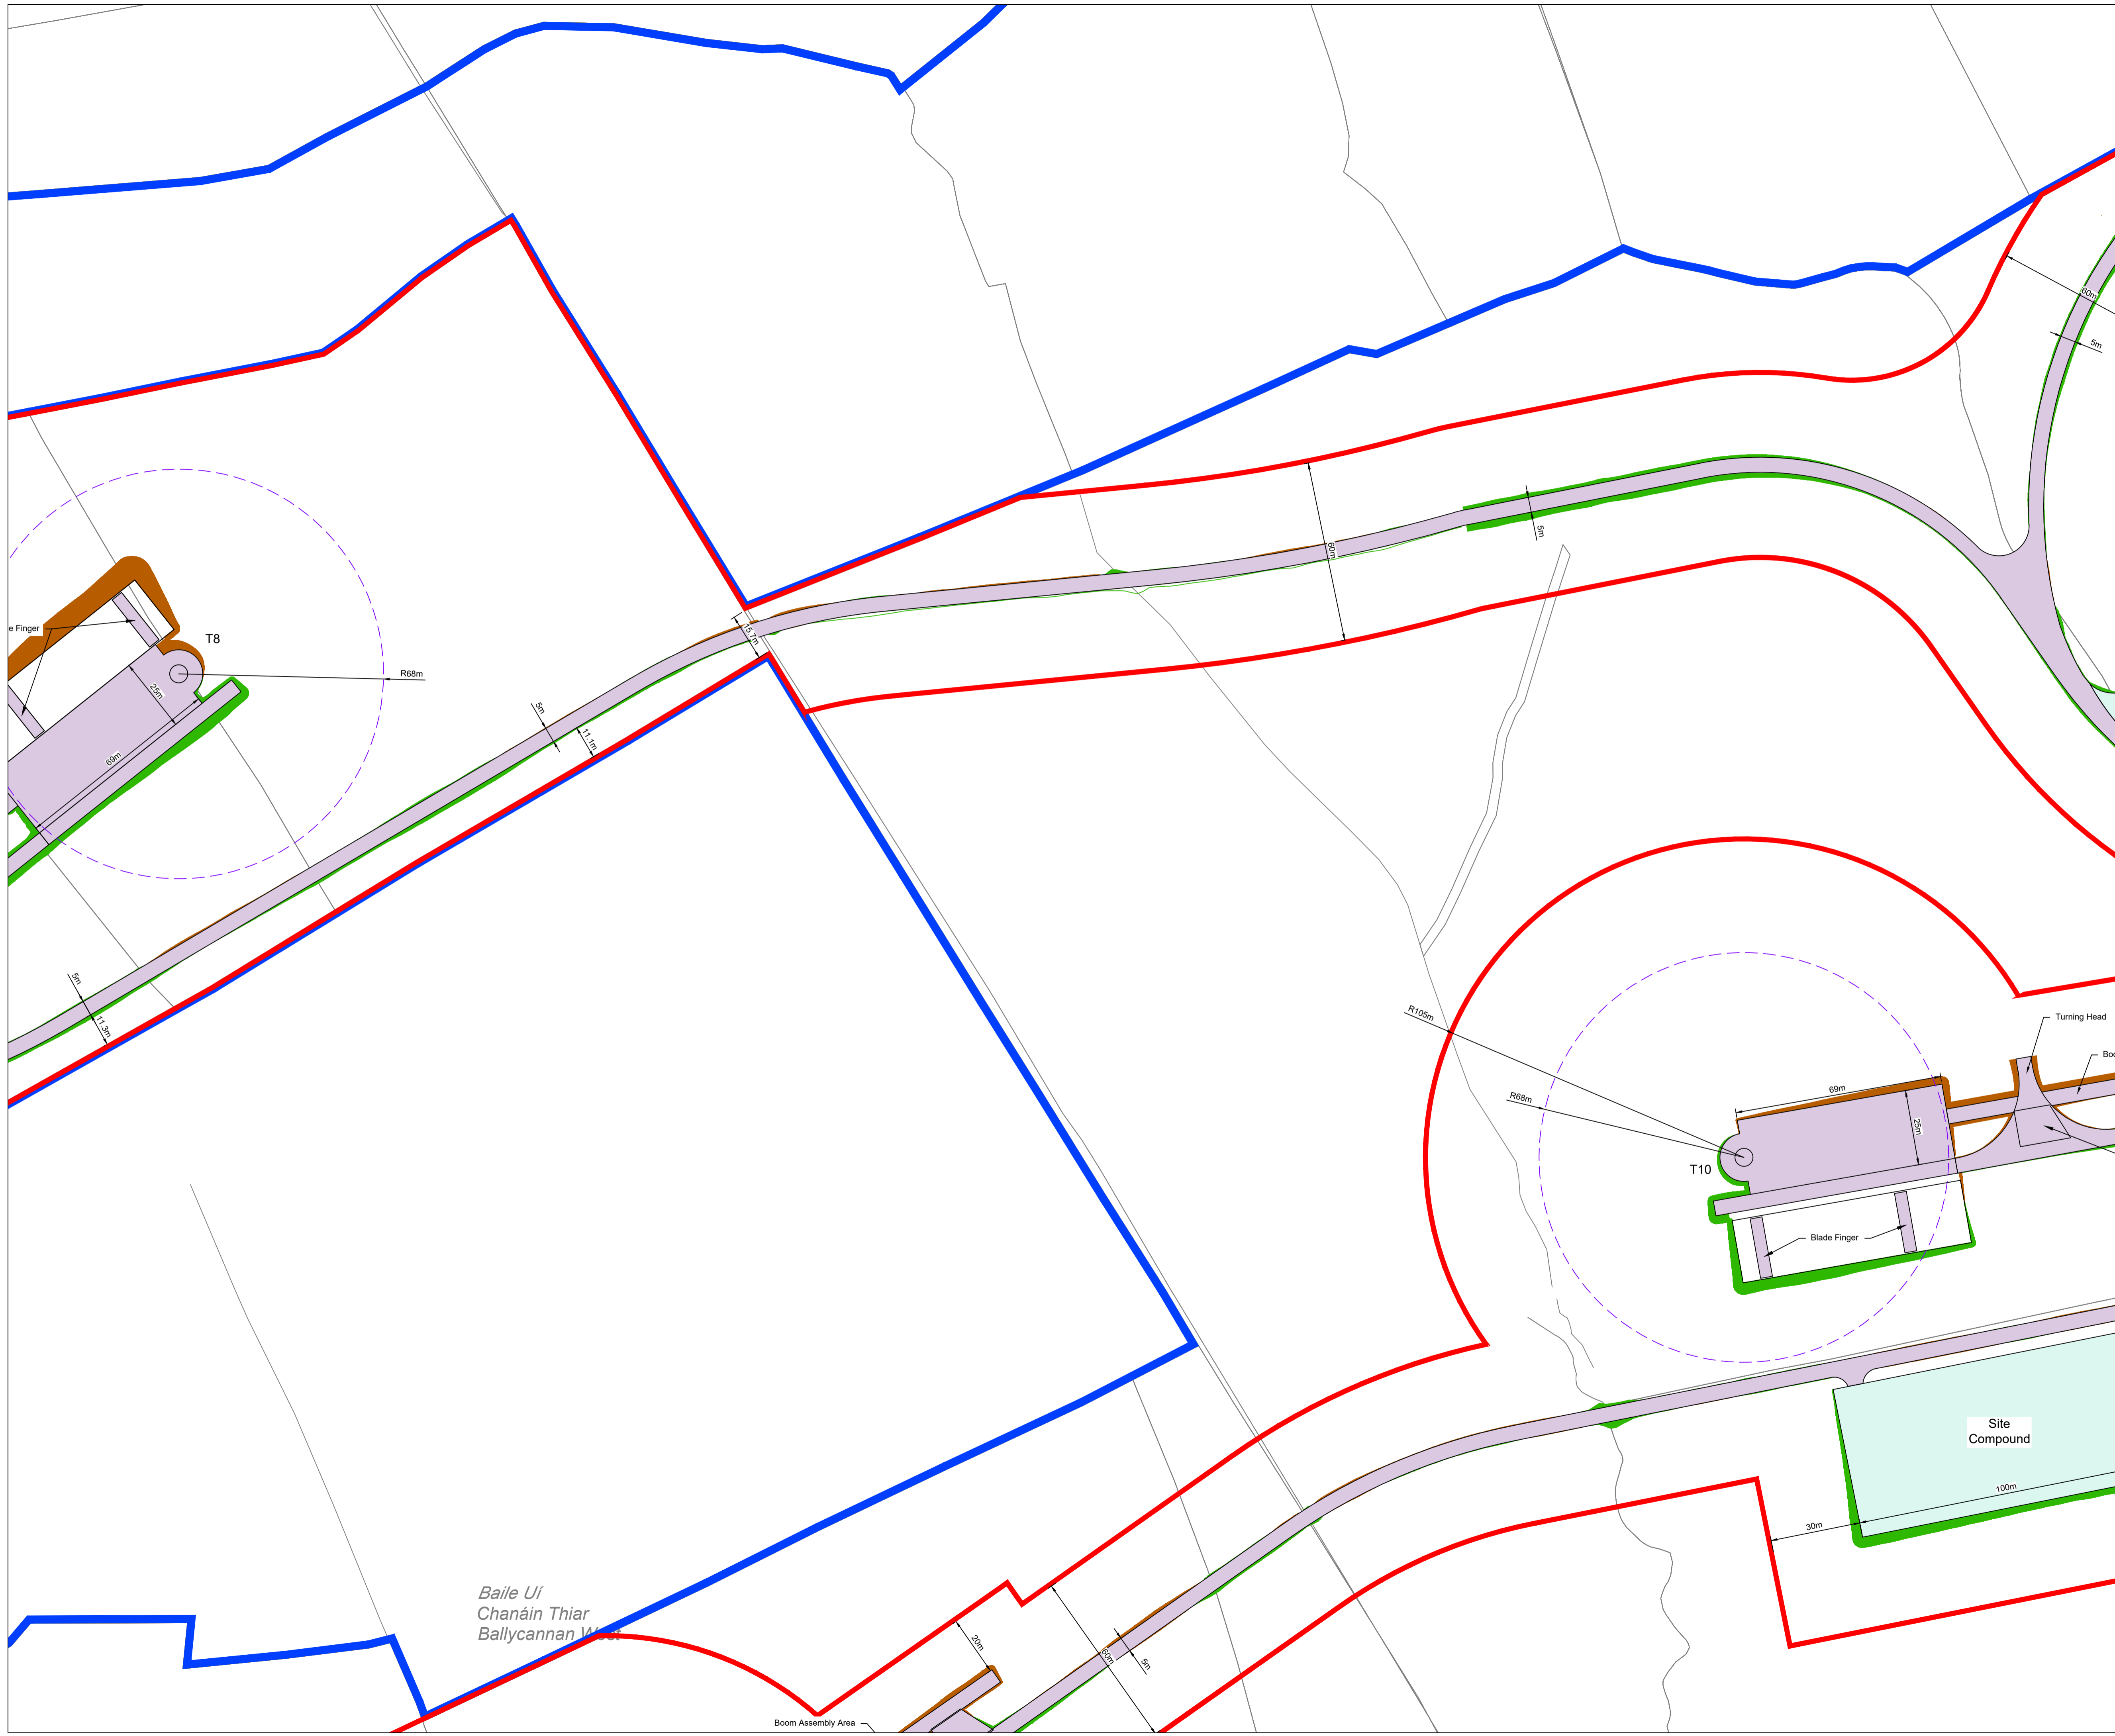 60m
5m
5m
60m
e Finger
T8
15.7m
R68m
25m
5m
11.1m
69m
5m
11.3m
R105m
Turning Head
Boo
R68m
69m
25m
T10
Blade Finger
Site
Compound
100m
30m
Baile Uí
Chanáin Thiar
Ballycannan West
20m
60m
5m
Boom Assembly Area